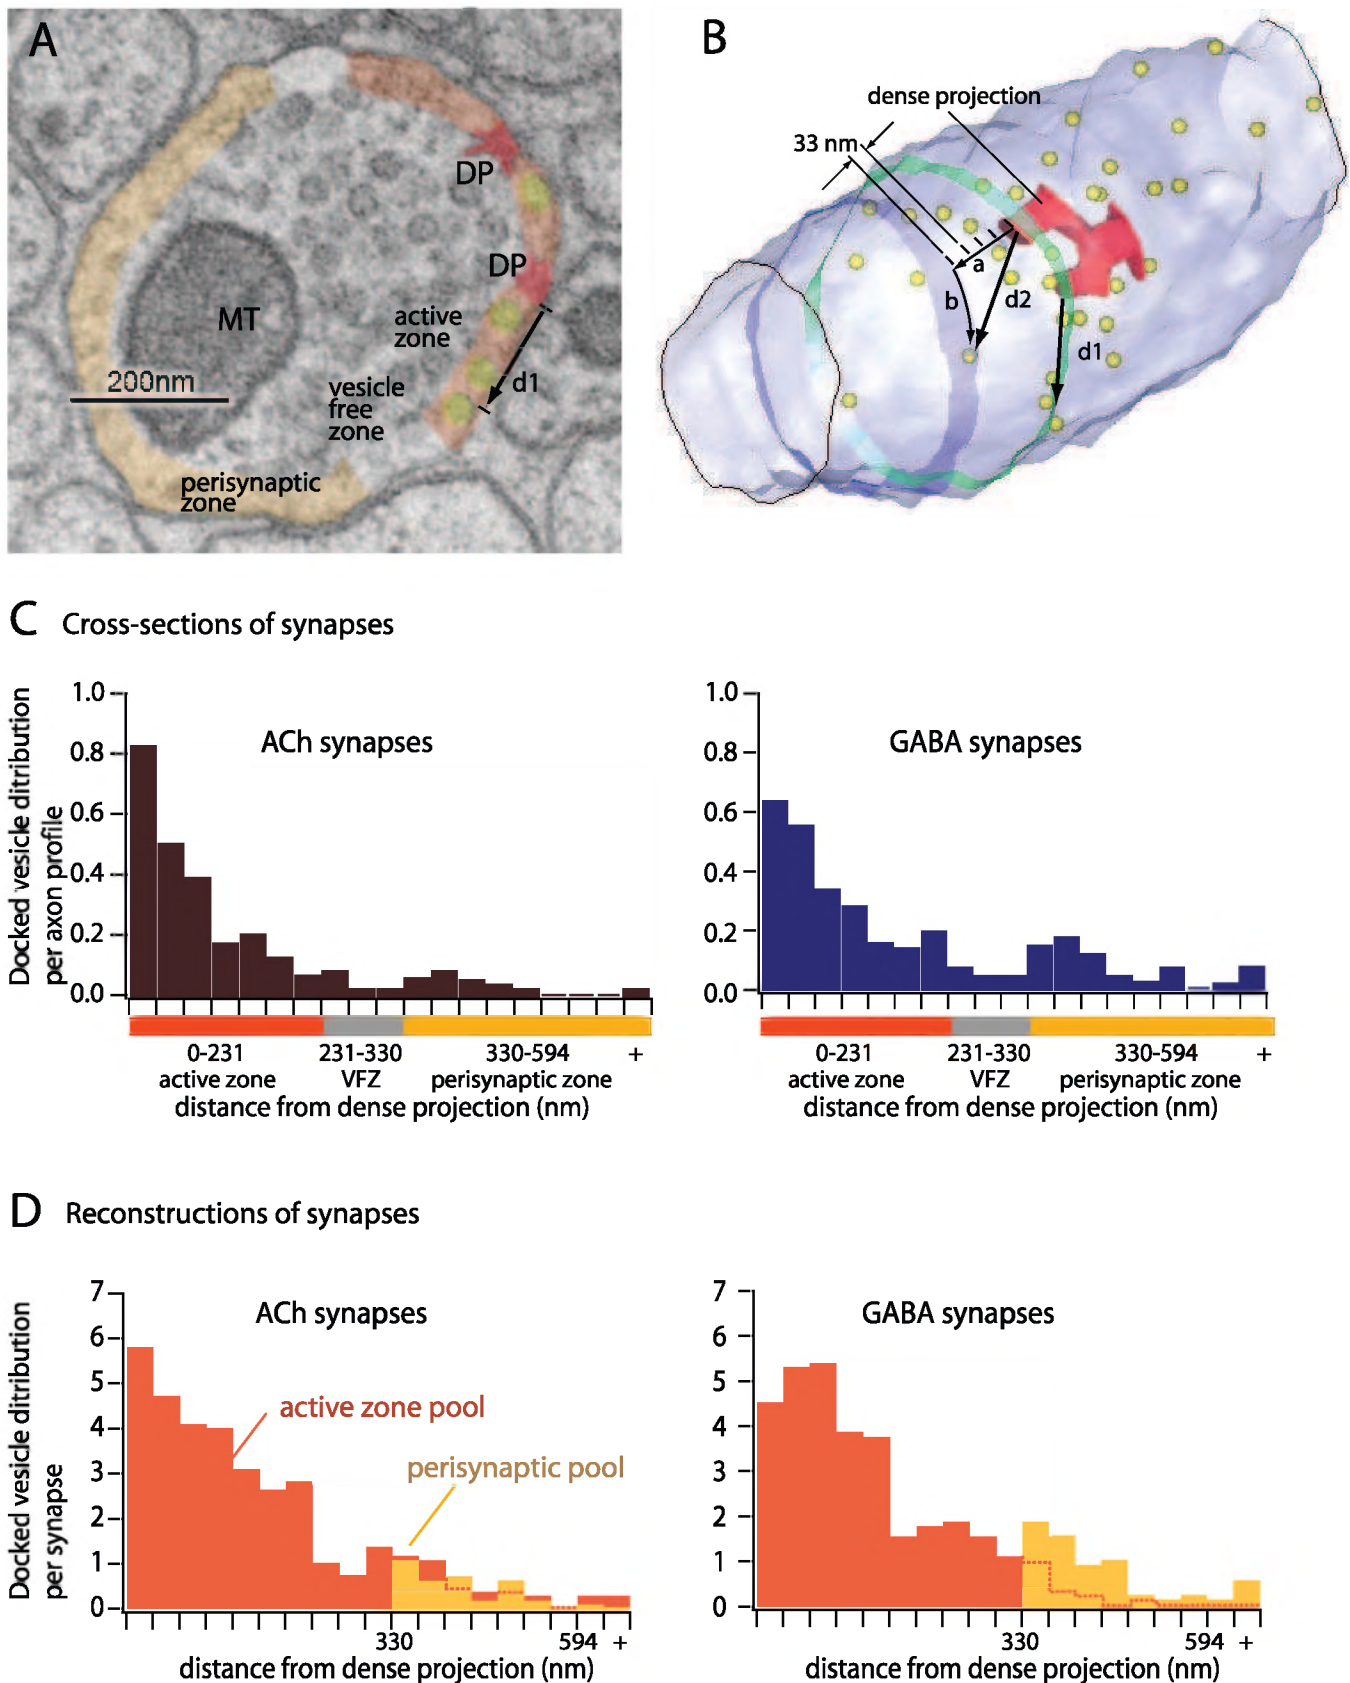 A
DP
DP
MT
active
zone
d1
200nm
vesicle
free
zone
perisynaptic
zone
B
dense projection
33 nm
a
b
d2
d1
C Cross-sections of synapses
Docked vesicle ditribution
per axon profile
1.0
0.8
0.6
0.4
0.2
0.0
ACh synapses
0-231 231-330 330-594 +
active zone VFZ perisynaptic zone
distance from dense projection (nm)
1.0
0.8
0.6
0.4
0.2
0.0
GABA synapses
0-231 231-330 330-594 +
active zone VFZ perisynaptic zone
distance from dense projection (nm)
D Reconstructions of synapses
Docked vesicle ditribution
per synapse
7
6
5
4
3
2
1
0
ACh synapses
active zone pool
perisynaptic pool
330 594 +
distance from dense projection (nm)
7
6
5
4
3
2
1
0
GABA synapses
330 594 +
distance from dense projection (nm)